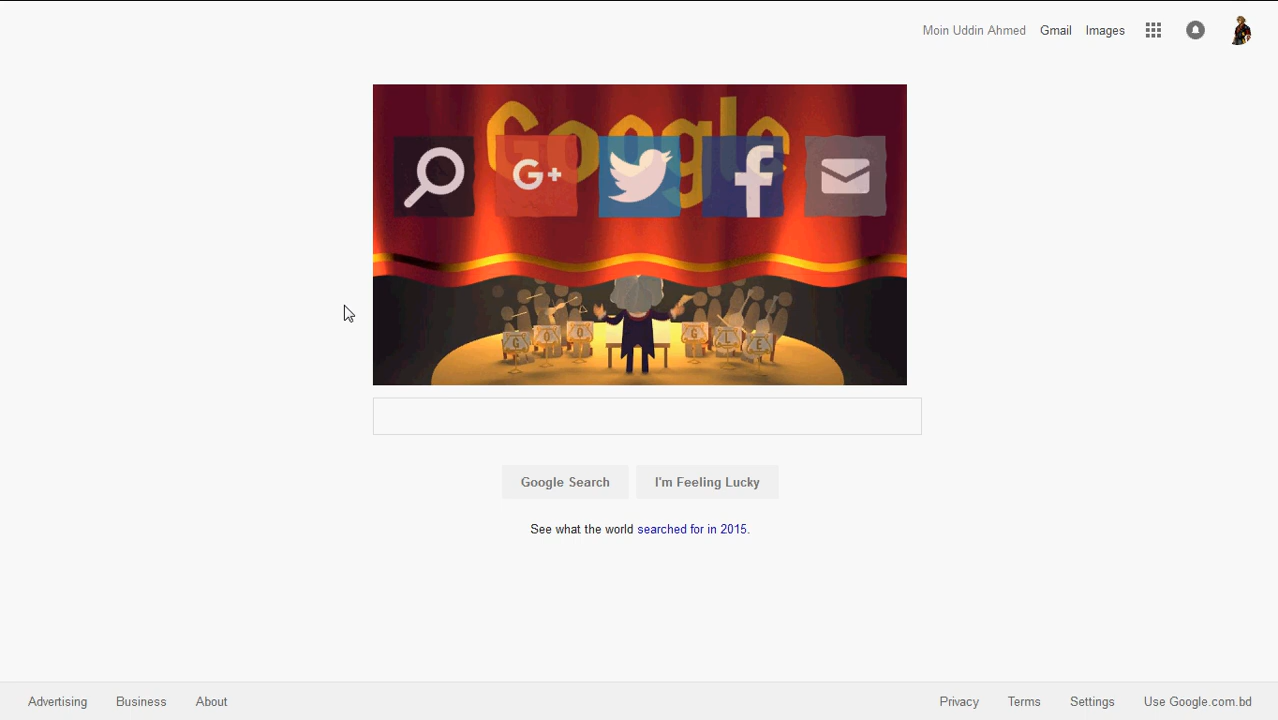 Moin Uddin Ahmed Gmail Images
Google
G+ f
G O O G L E
Google Search I'm Feeling Lucky
See what the world searched for in 2015.
Advertising Business About Privacy Terms Settings Use Google.com.bd